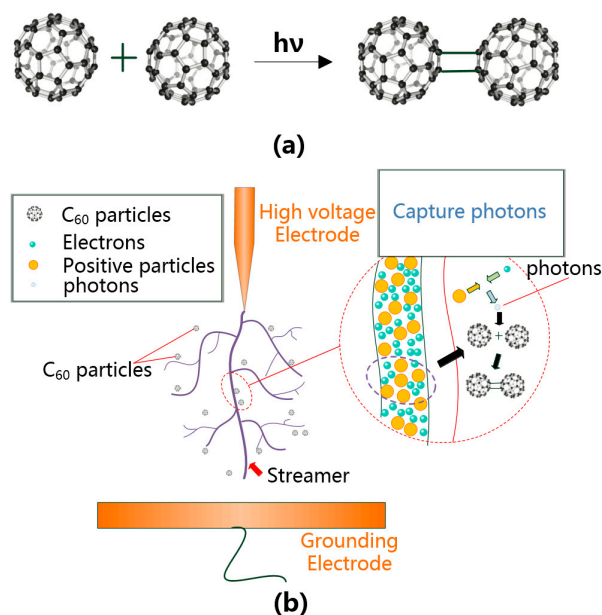 +
hν
(a)
C₆₀ particles
Electrons
Positive particles
photons
High voltage
Electrode
Capture photons
photons
+
C₆₀ particles
Streamer
Grounding
Electrode
(b)